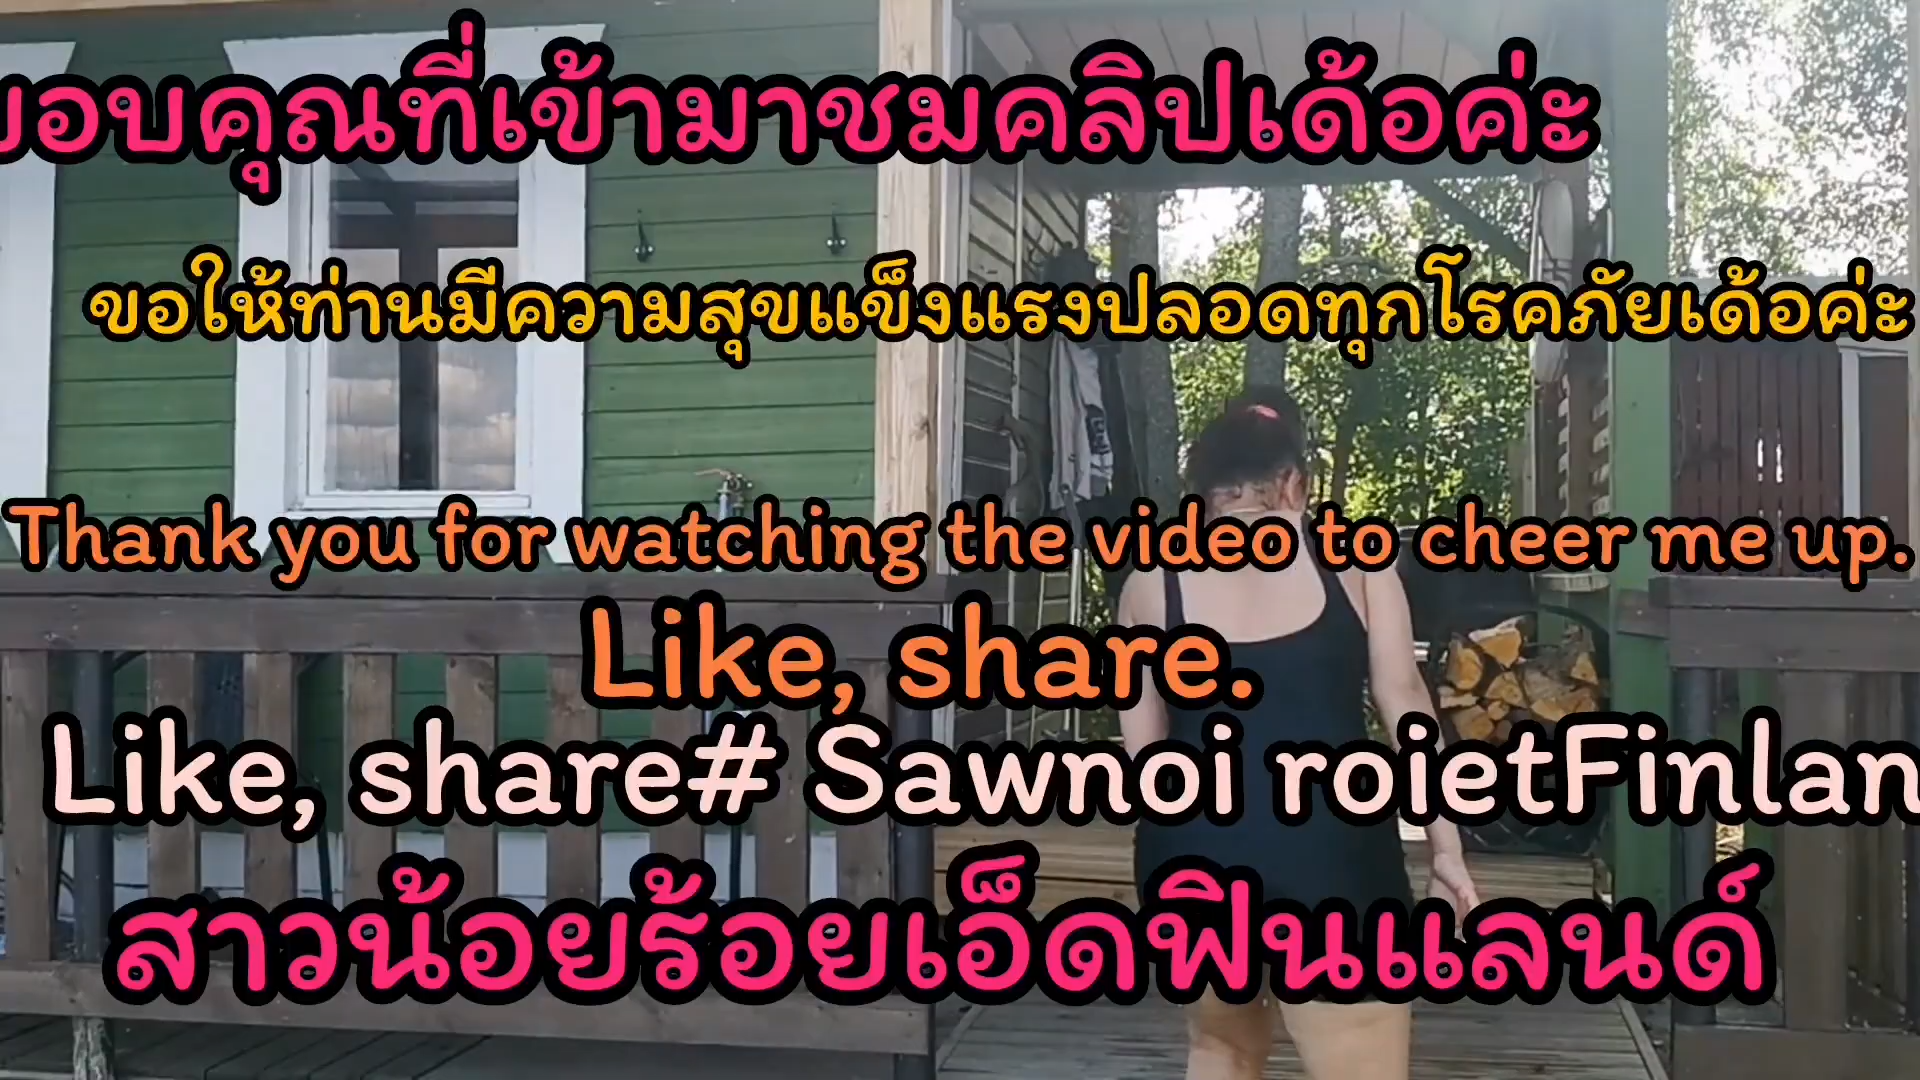 ขอบคุณที่เข้ามาชมคลิปเด้อค่ะ
ขอให้ท่านมีความสุขแข็งแรงปลอดทุกโรคภัยเด้อค่ะ
Thank you for watching the video to cheer me up.
Like, share.
Like, share# Sawnoi roietFinlan
สาวน้อยร้อยเอ็ดฟินแลนด์